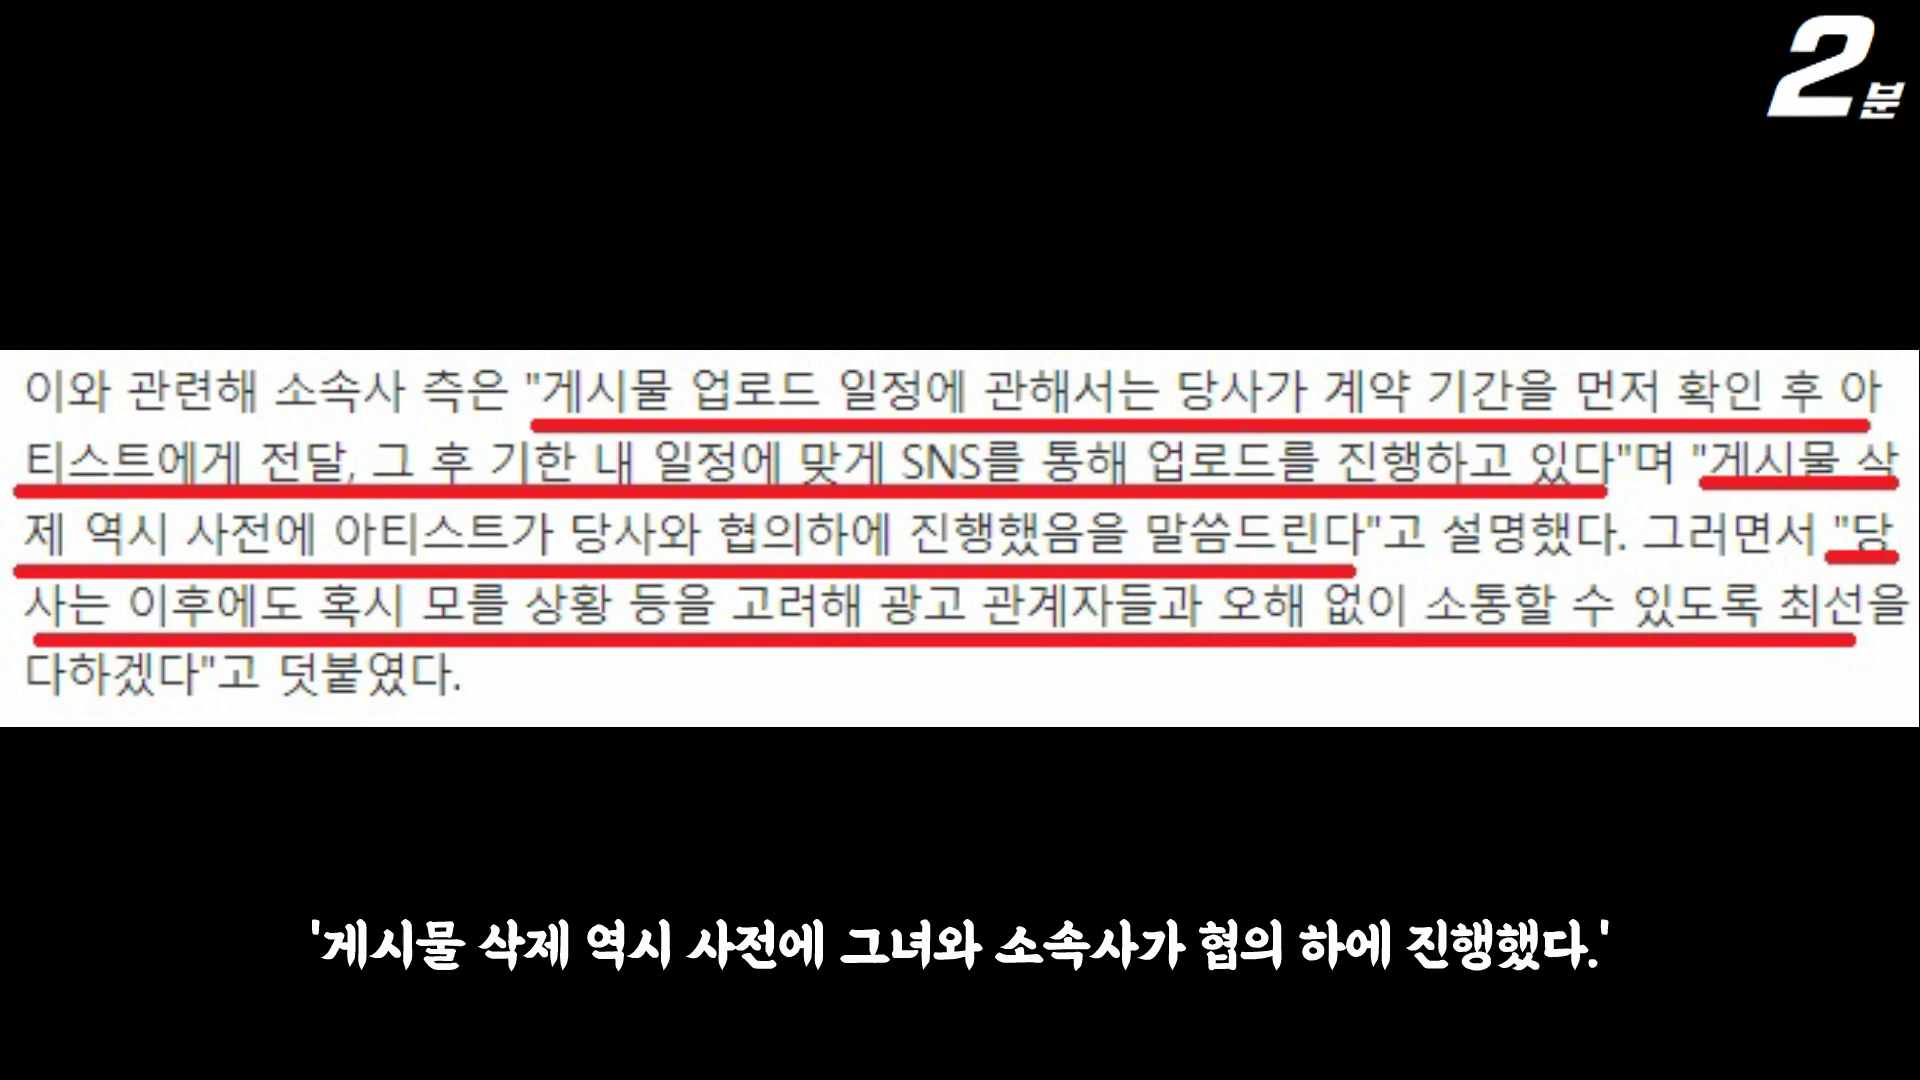 2분
이와 관련해 소속사 측은 "게시물 업로드 일정에 관해서는 당사가 계약 기간을 먼저 확인 후 아
티스트에게 전달, 그 후 기한 내 일정에 맞게 SNS를 통해 업로드를 진행하고 있다"며 "게시물 삭
제 역시 사전에 아티스트가 당사와 협의하에 진행했음을 말씀드린다"고 설명했다. 그러면서 "당
사는 이후에도 혹시 모를 상황 등을 고려해 광고 관계자들과 오해 없이 소통할 수 있도록 최선을
다하겠다"고 덧붙였다.
'게시물 삭제 역시 사전에 그녀와 소속사가 협의 하에 진행했다.'